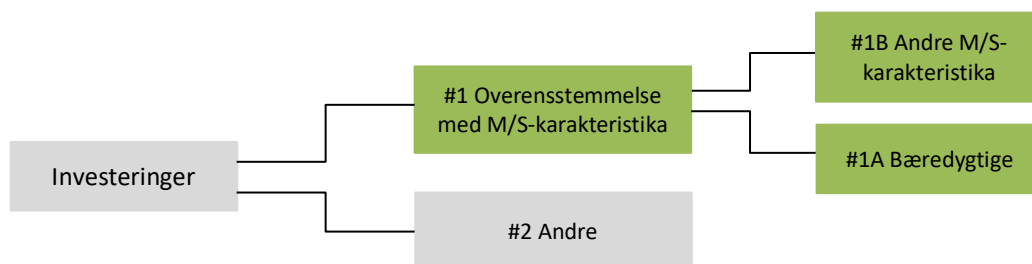 #1B Andre M/S-
karakteristika
#1 Overensstemmelse
med M/S-karakteristika
#1A Bæredygtige
Investeringer
#2 Andre